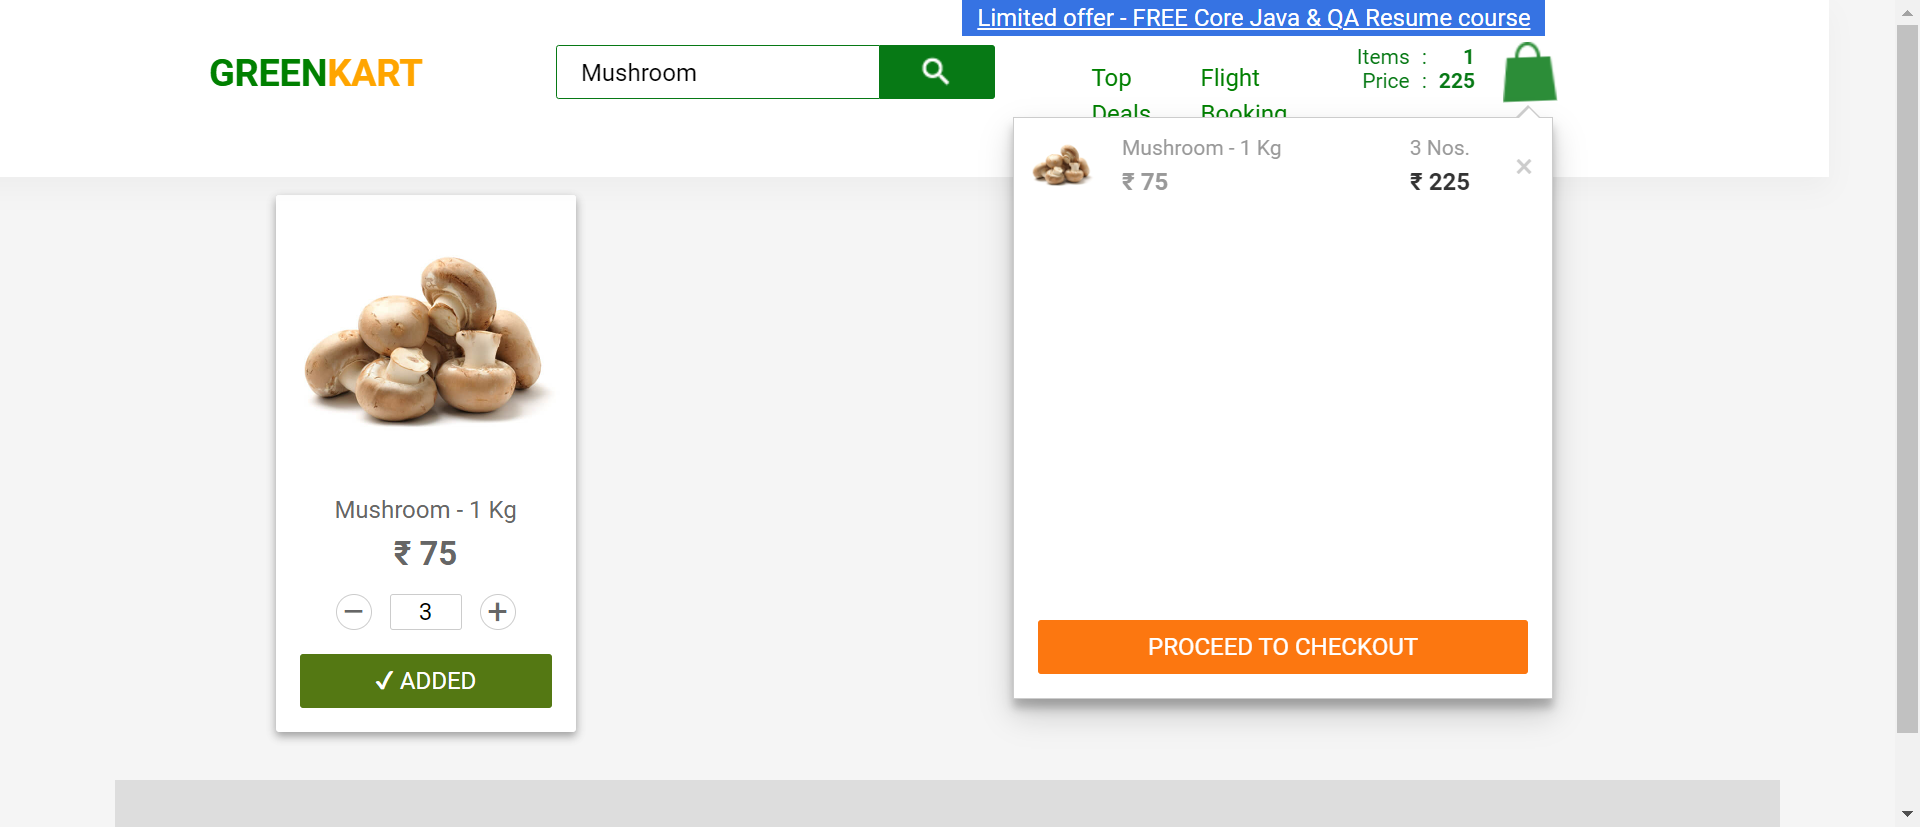 Limited offer - FREE Core Java & QA Resume course
GREENKART
Mushroom
Top
Deals
Flight
Booking
Items : 1
Price : 225
Mushroom - 1 Kg
3 Nos.
₹ 75
₹ 225
×
PROCEED TO CHECKOUT
Mushroom - 1 Kg
₹ 75
− 3 +
✓ ADDED